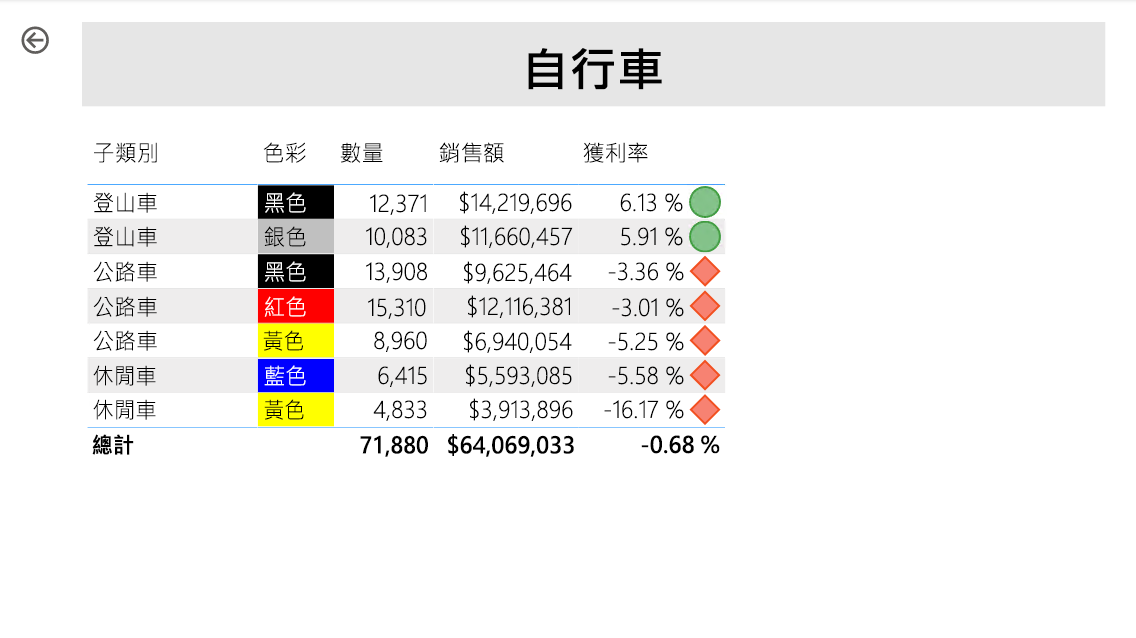 自行車
子類別 色彩 數量 銷售額 獲利率
登山車 黑色 12,371 $14,219,696 6.13 %
登山車 銀色 10,083 $11,660,457 5.91 %
公路車 黑色 13,908 $9,625,464 -3.36 %
公路車 紅色 15,310 $12,116,381 -3.01 %
公路車 黃色 8,960 $6,940,054 -5.25 %
休閒車 藍色 6,415 $5,593,085 -5.58 %
休閒車 黃色 4,833 $3,913,896 -16.17 %
總計 71,880 $64,069,033 -0.68 %